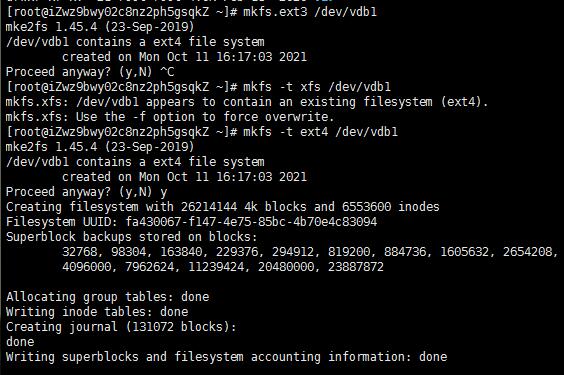 [root@iZwz9bwy02c8nz2ph5gsqkZ ~]# mkfs.ext3 /dev/vdb1
mke2fs 1.45.4 (23-Sep-2019)
/dev/vdb1 contains a ext4 file system
        created on Mon Oct 11 16:17:03 2021
Proceed anyway? (y,N) ^C
[root@iZwz9bwy02c8nz2ph5gsqkZ ~]# mkfs -t xfs /dev/vdb1
mkfs.xfs: /dev/vdb1 appears to contain an existing filesystem (ext4).
mkfs.xfs: Use the -f option to force overwrite.
[root@iZwz9bwy02c8nz2ph5gsqkZ ~]# mkfs -t ext4 /dev/vdb1
mke2fs 1.45.4 (23-Sep-2019)
/dev/vdb1 contains a ext4 file system
        created on Mon Oct 11 16:17:03 2021
Proceed anyway? (y,N) y
Creating filesystem with 26214144 4k blocks and 6553600 inodes
Filesystem UUID: fa430067-f147-4e75-85bc-4b70e4c83094
Superblock backups stored on blocks:
        32768, 98304, 163840, 229376, 294912, 819200, 884736, 1605632, 2654208,
        4096000, 7962624, 11239424, 20480000, 23887872

Allocating group tables: done
Writing inode tables: done
Creating journal (131072 blocks):
done
Writing superblocks and filesystem accounting information: done